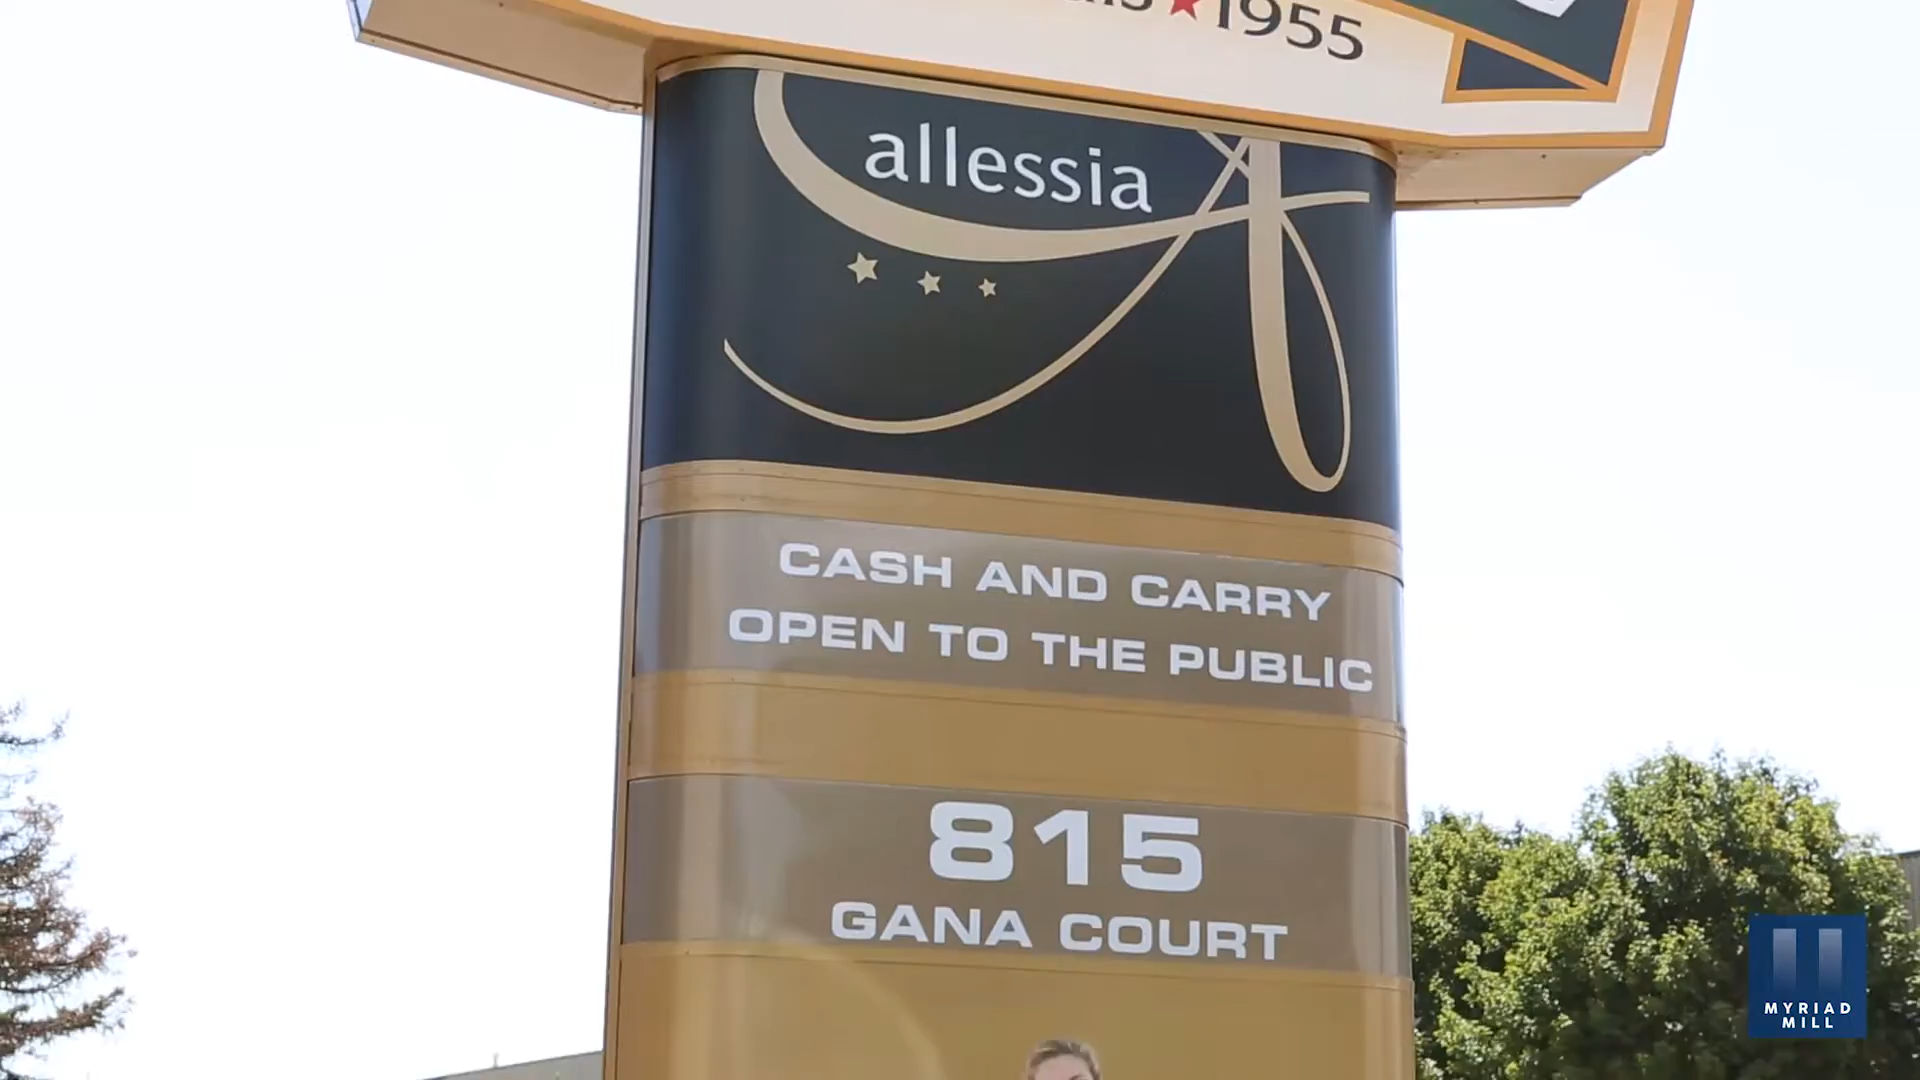 1955
allessia
CASH AND CARRY
OPEN TO THE PUBLIC
815
GANA COURT
MYRIAD
MILL